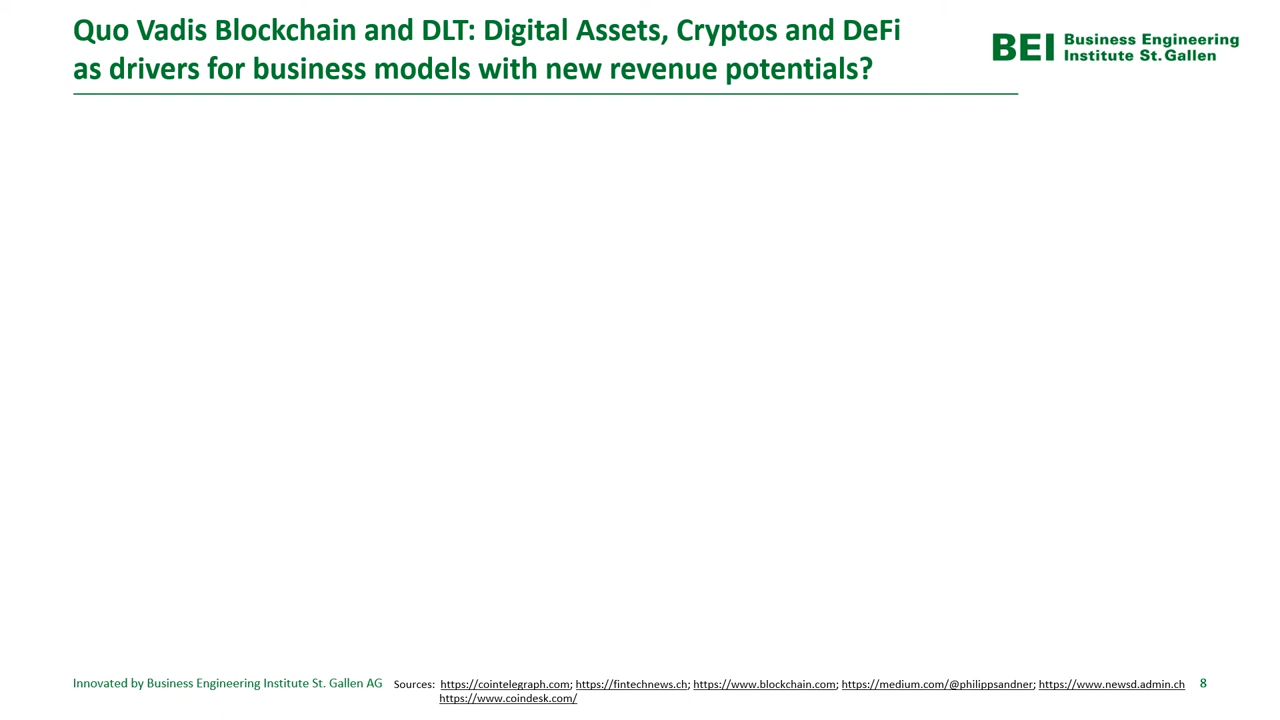 Quo Vadis Blockchain and DLT: Digital Assets, Cryptos and DeFi
as drivers for business models with new revenue potentials?
BEI Business Engineering
Institute St. Gallen
Innovated by Business Engineering Institute St. Gallen AG
Sources: https://cointelegraph.com; https://fintechnews.ch; https://www.blockchain.com; https://medium.com/@philippsandner; https://www.newsd.admin.ch
https://www.coindesk.com/
8